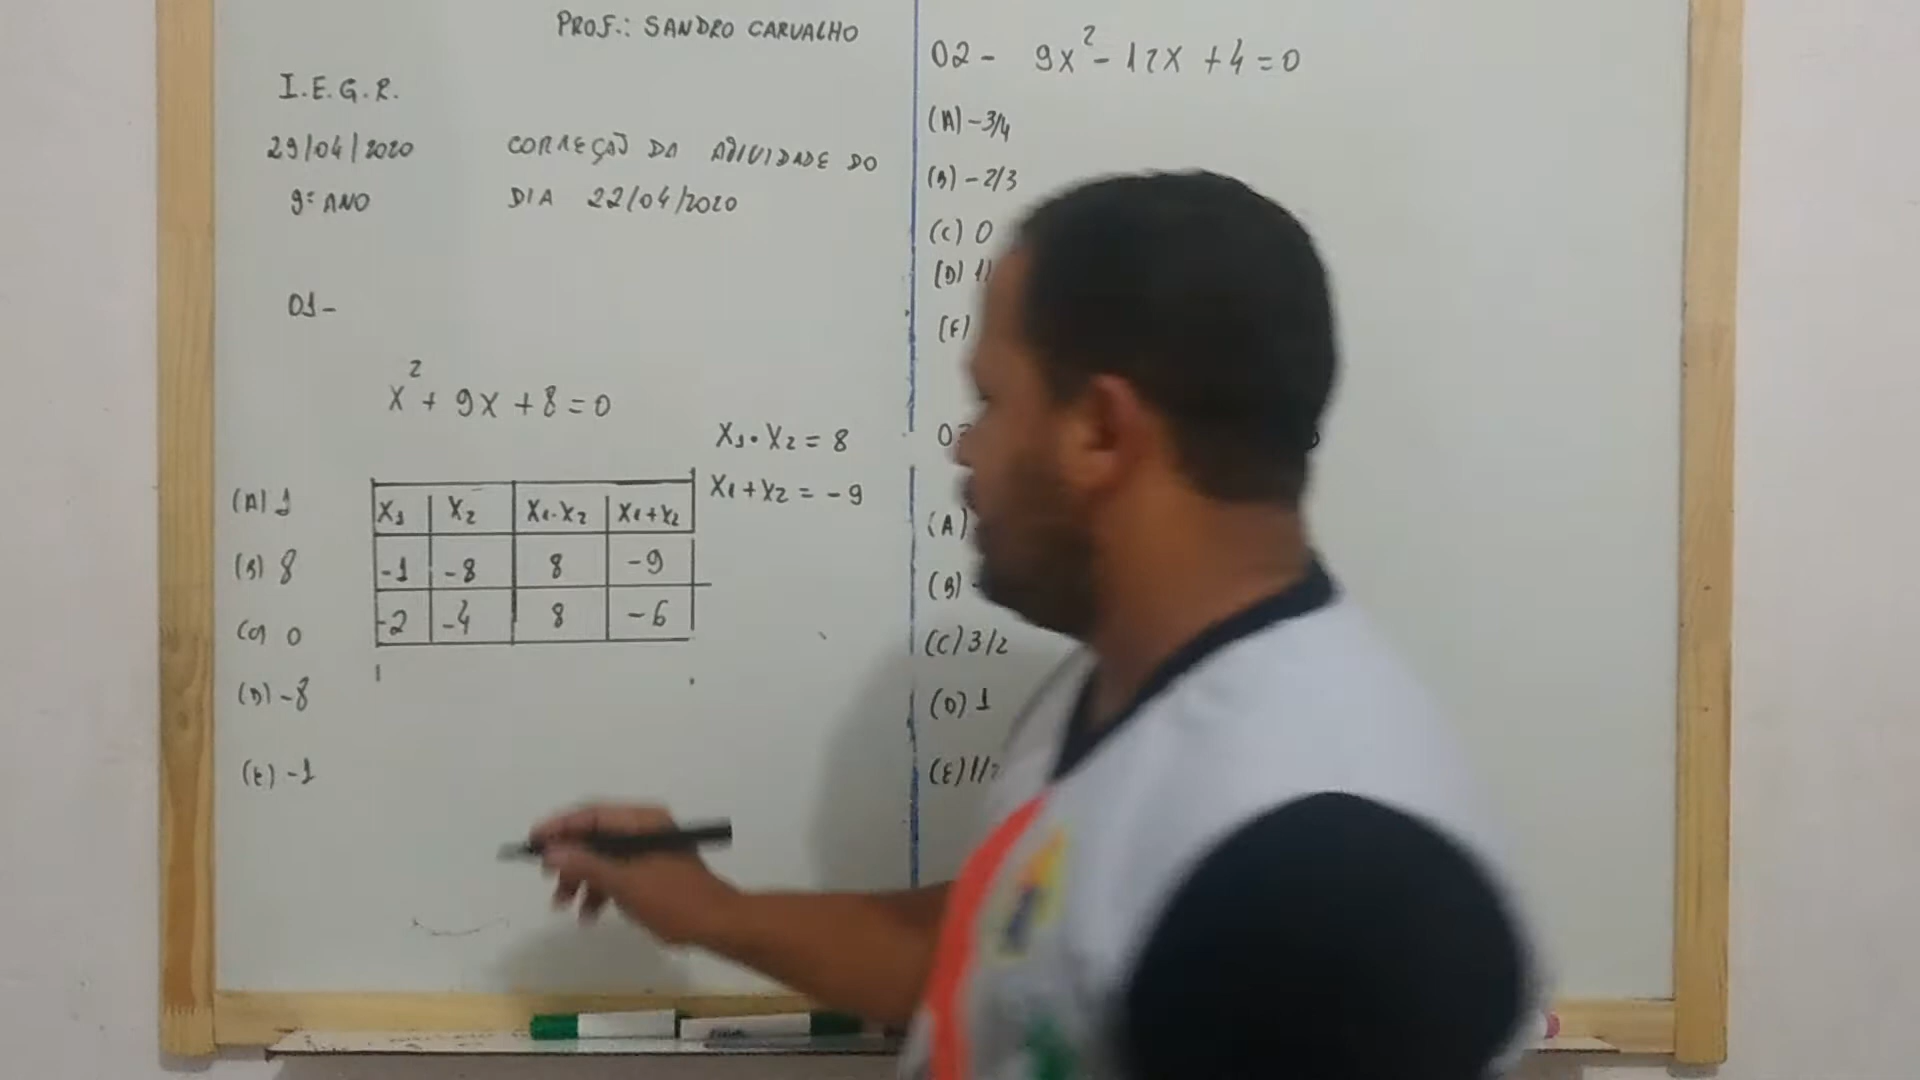 PROF.: SANDRO CARVALHO
I.E.G.R.
29/04/2020
9º ANO
CORREÇÃO DA ATIVIDADE DO
DIA 22/04/2020
01-
x² + 9x + 8 = 0
x₁ · x₂ = 8
x₁ + x₂ = -9
(A) 1
(B) 8
(C) 0
(D) -8
(E) -1
x₁ x₂ x₁·x₂ x₁+x₂
-1 -8 8 -9
-2 -4 8 -6
02- 9x² - 12x + 4 = 0
(A) -3/4
(B) -2/3
(C) 0
(D)
(E)
(A)
(B)
(C) 3/2
(D) 1
(E)